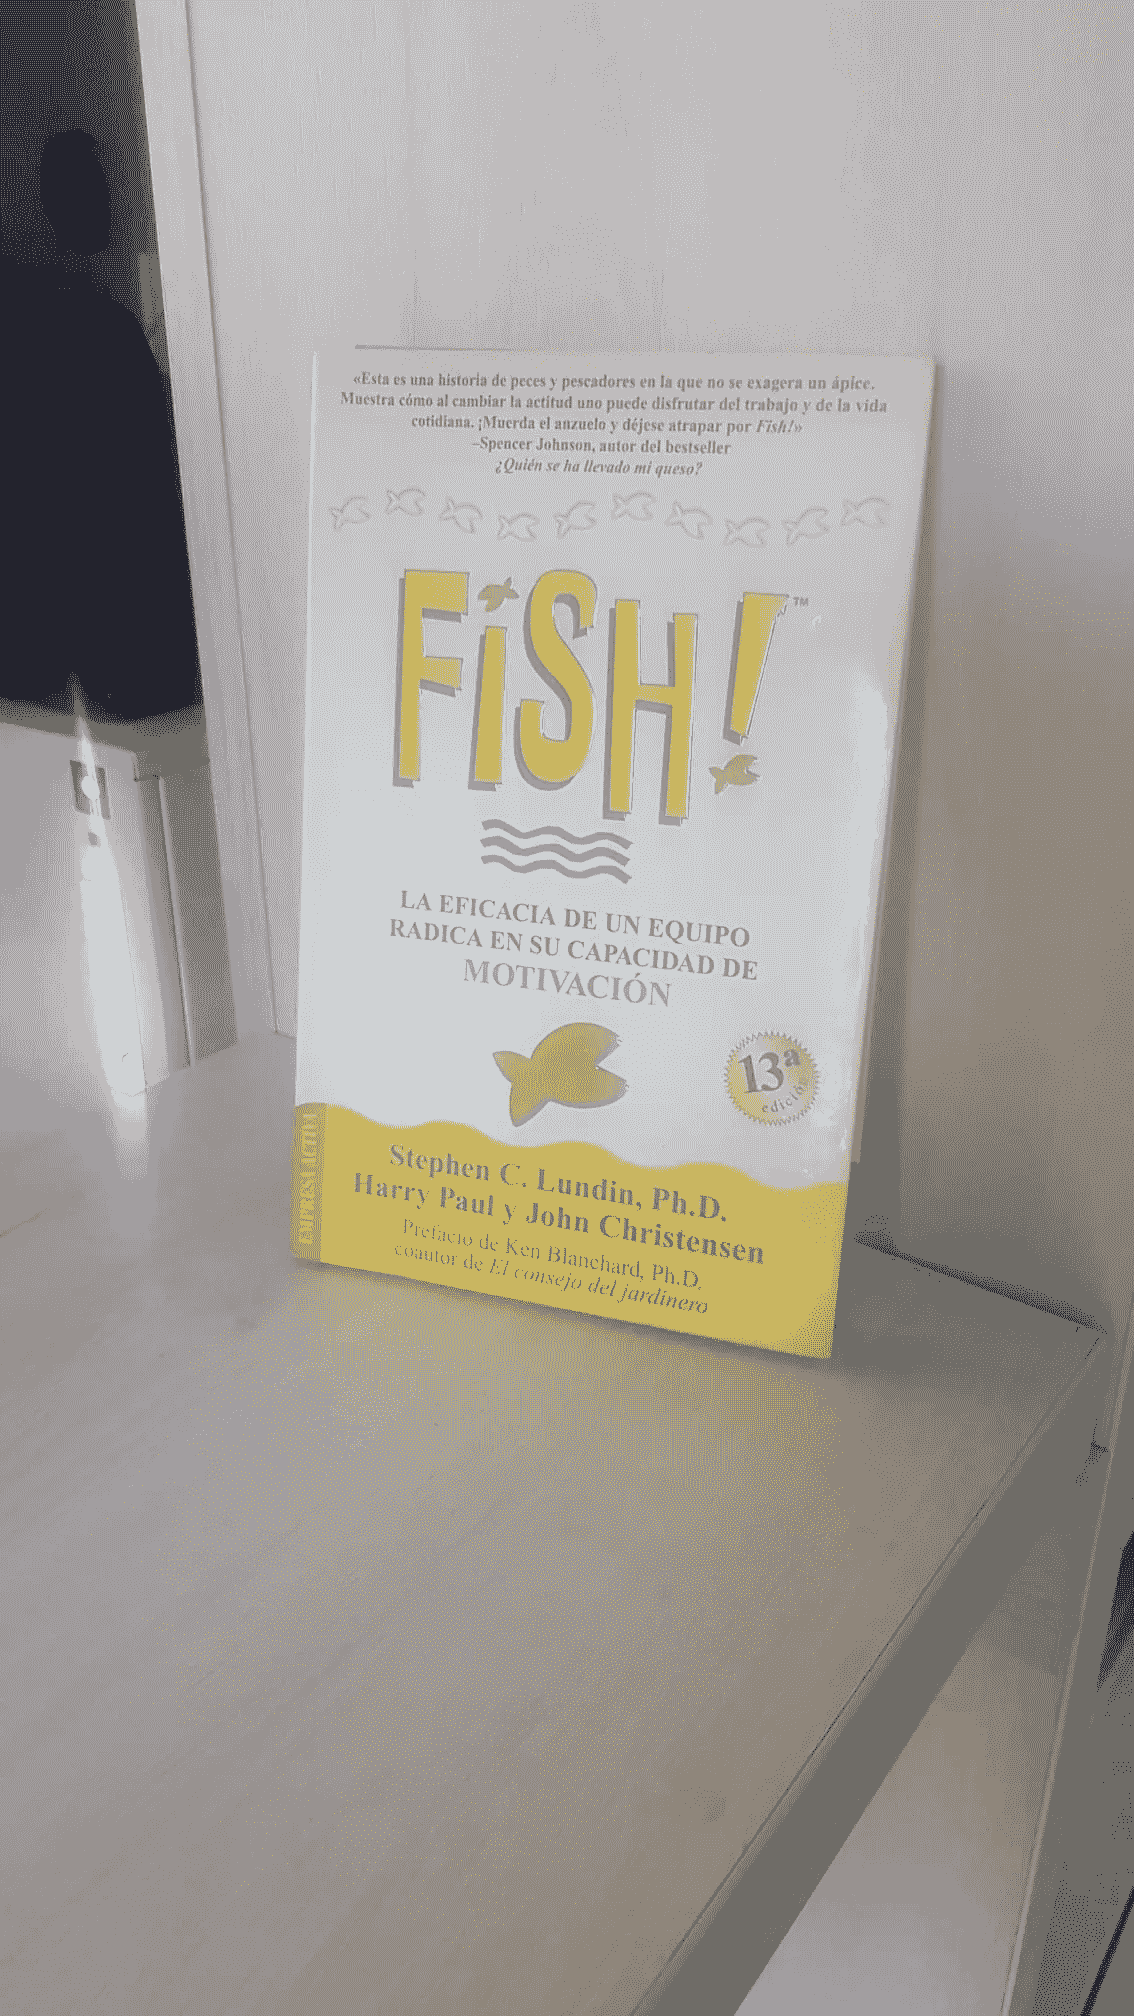 «Esta es una historia de peces y pescadores en la que no se exagera un ápice.
Muestra cómo al cambiar la actitud uno puede disfrutar del trabajo y de la vida
cotidiana. ¡Muerda el anzuelo y déjese atrapar por Fish!»
–Spencer Johnson, autor del bestseller
¿Quién se ha llevado mi queso?
FiSH!™
LA EFICACIA DE UN EQUIPO
RADICA EN SU CAPACIDAD DE
MOTIVACIÓN
13ª
edición
EMPRESA ACTIVA
Stephen C. Lundin, Ph.D.
Harry Paul y John Christensen
Prefacio de Ken Blanchard, Ph.D.
coautor de El consejo del jardinero